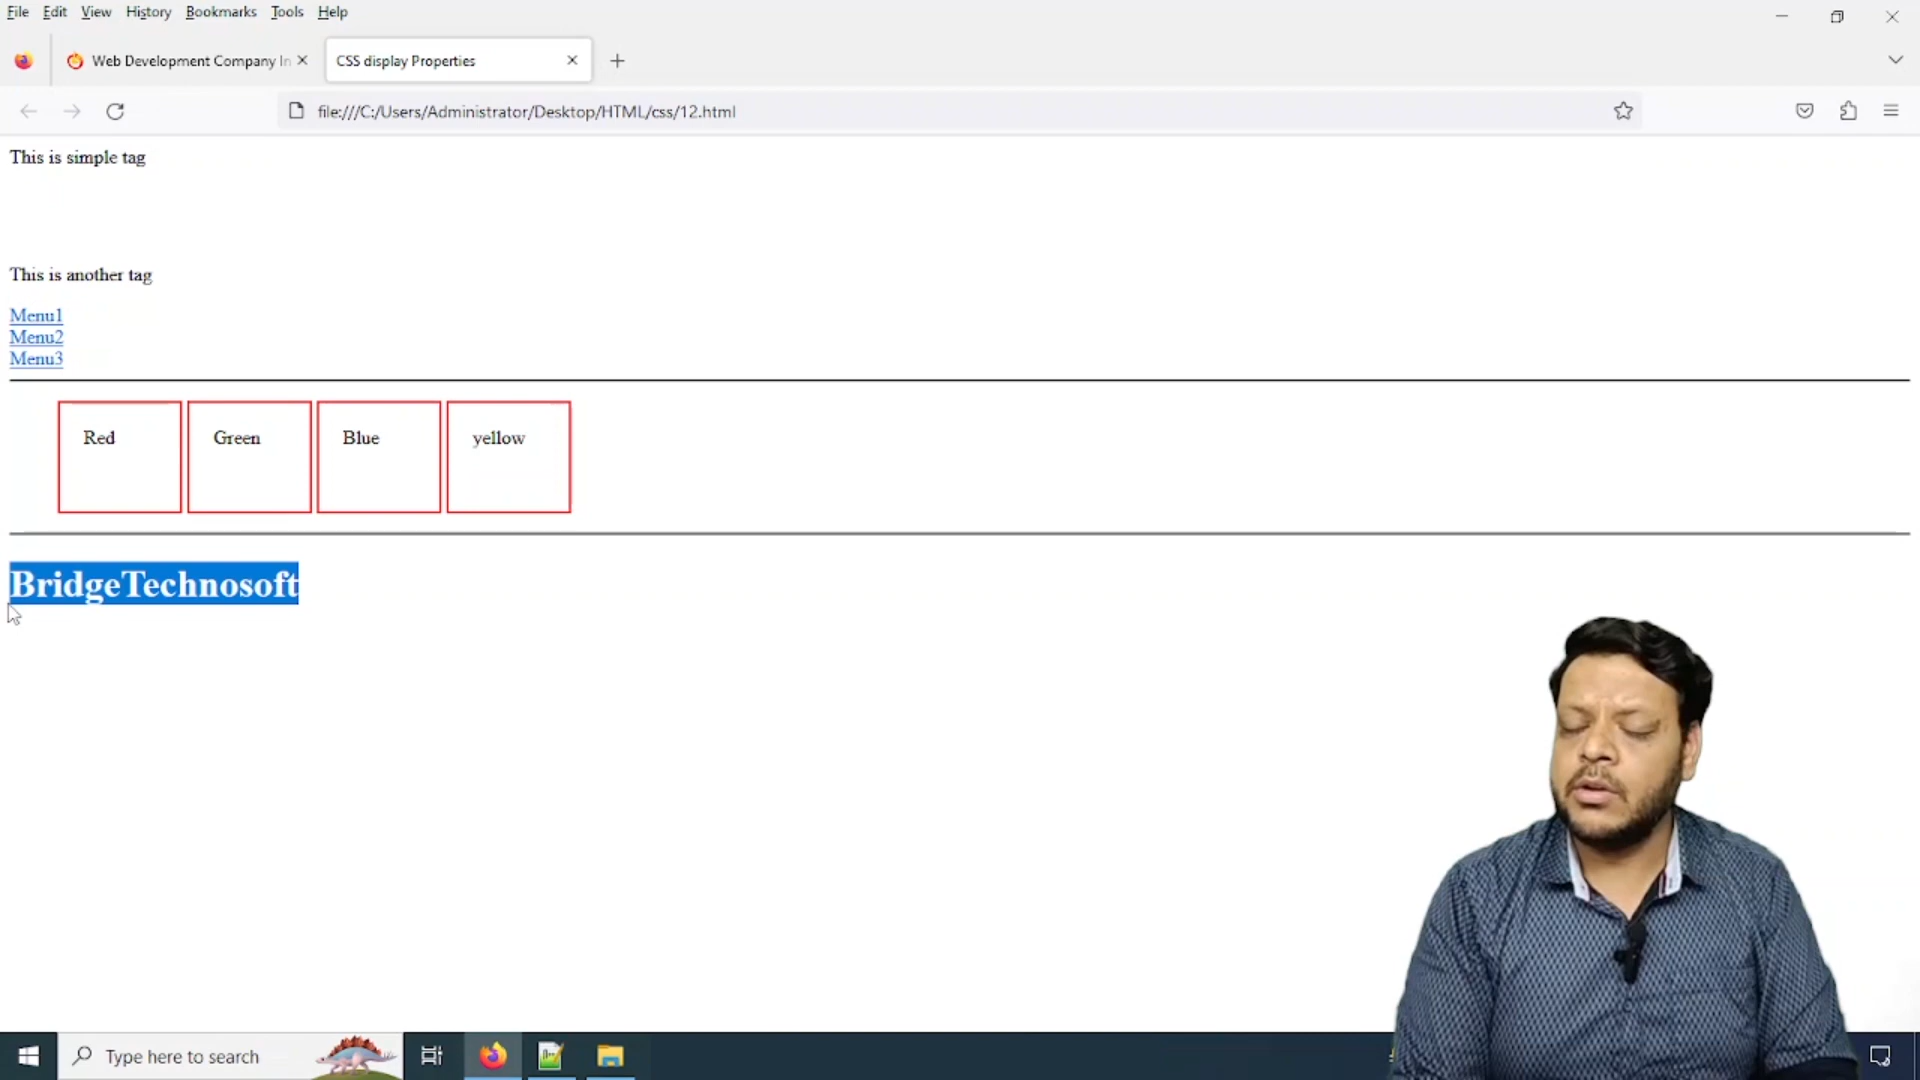 File Edit View History Bookmarks Tools Help
Web Development Company In
CSS display Properties
file:///C:/Users/Administrator/Desktop/HTML/css/12.html
This is simple tag
This is another tag
Menu1
Menu2
Menu3
Red Green Blue yellow
BridgeTechnosoft
Type here to search